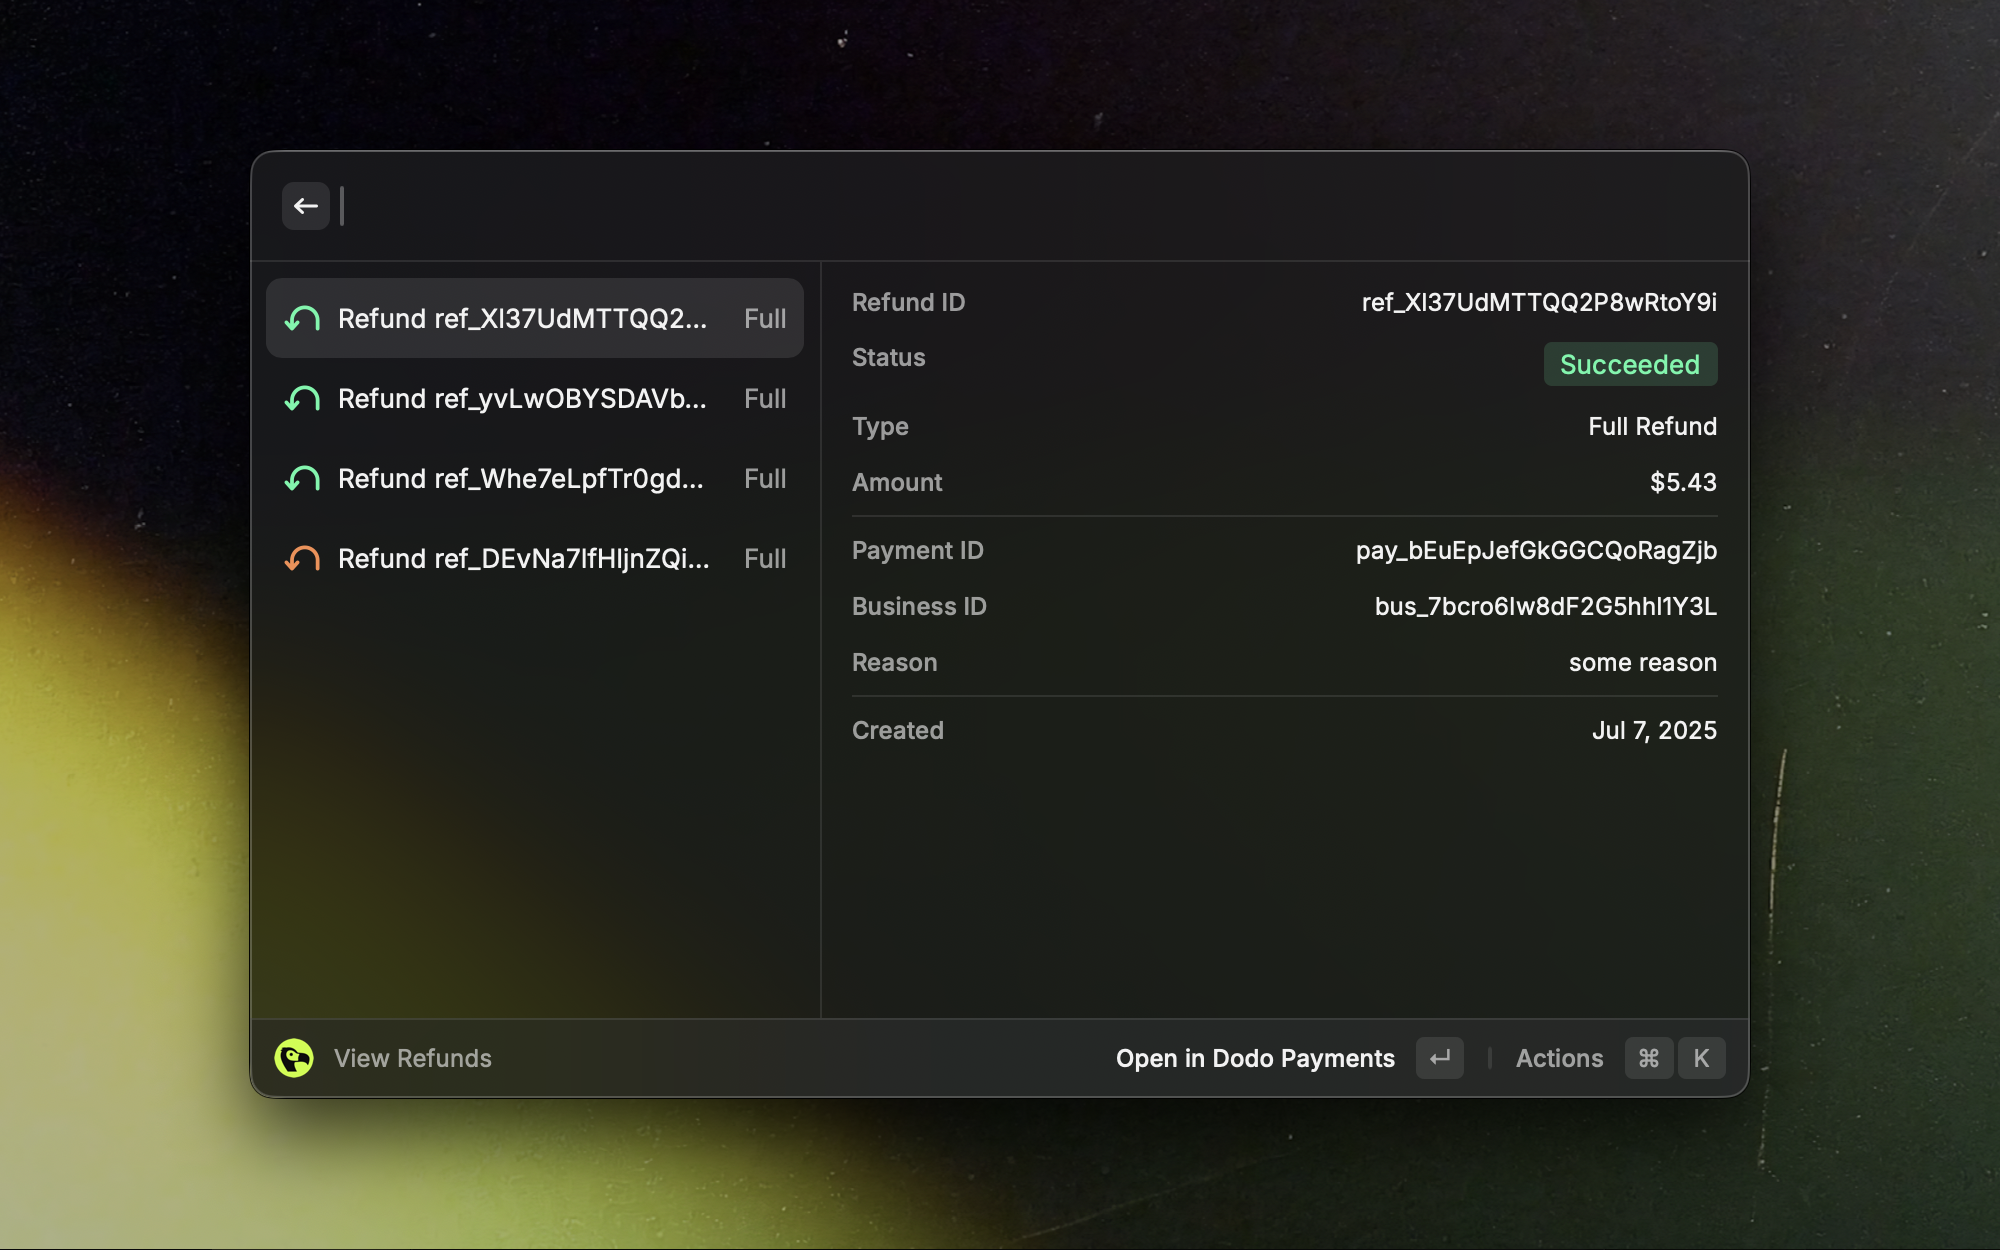 Refund ref_Xl37UdMTTQQ2... Full
Refund ref_yvLwOBYSDAVb... Full
Refund ref_Whe7eLpfTr0gd... Full
Refund ref_DEvNa7lfHljnZQi... Full
Refund ID ref_Xl37UdMTTQQ2P8wRtoY9i
Status Succeeded
Type Full Refund
Amount $5.43
Payment ID pay_bEuEpJefGkGGCQoRagZjb
Business ID bus_7bcro6lw8dF2G5hhl1Y3L
Reason some reason
Created Jul 7, 2025
View Refunds Open in Dodo Payments ↵ Actions ⌘ K